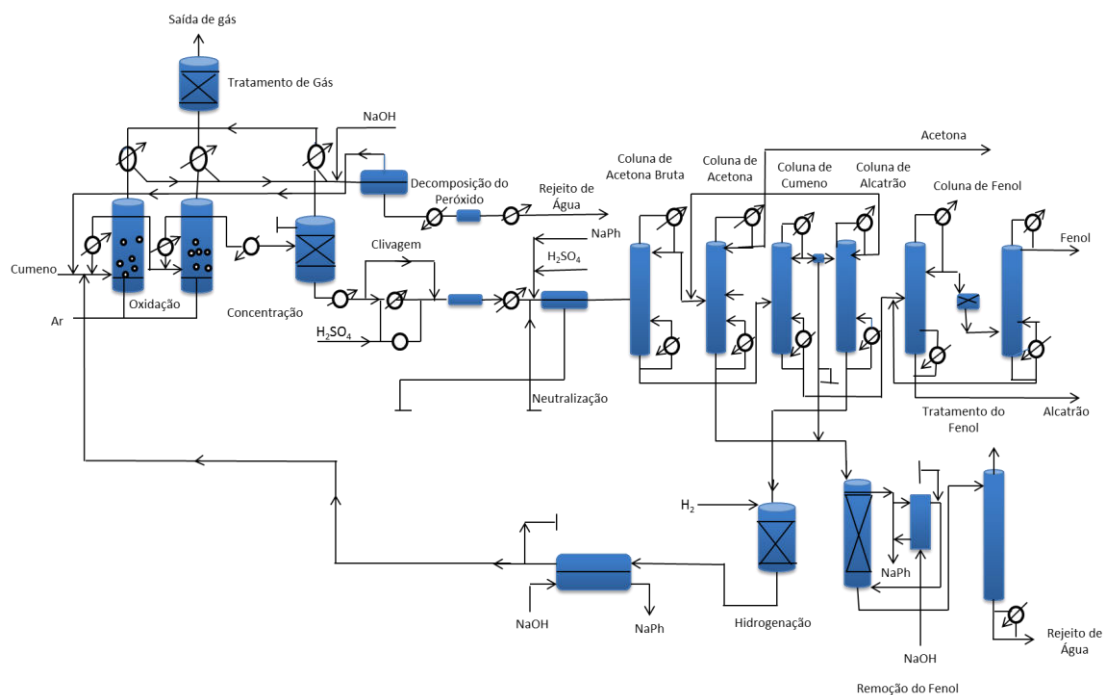 Saída de gás
Tratamento de Gás
NaOH
Acetona
Coluna de
Acetona Bruta
Coluna de
Acetona
Coluna de
Cumeno
Coluna de
Alcatrão
Coluna de
Fenol
Decomposição do
Peróxido
Rejeito de
Água
NaPh
H₂SO₄
Clivagem
Fenol
Cumeno
Oxidação
Concentração
Ar
H₂SO₄
Neutralização
Tratamento do
Fenol
Alcatrão
H₂
NaPh
NaOH
NaPh
Hidrogenação
NaOH
Rejeito de
Água
Remoção do Fenol